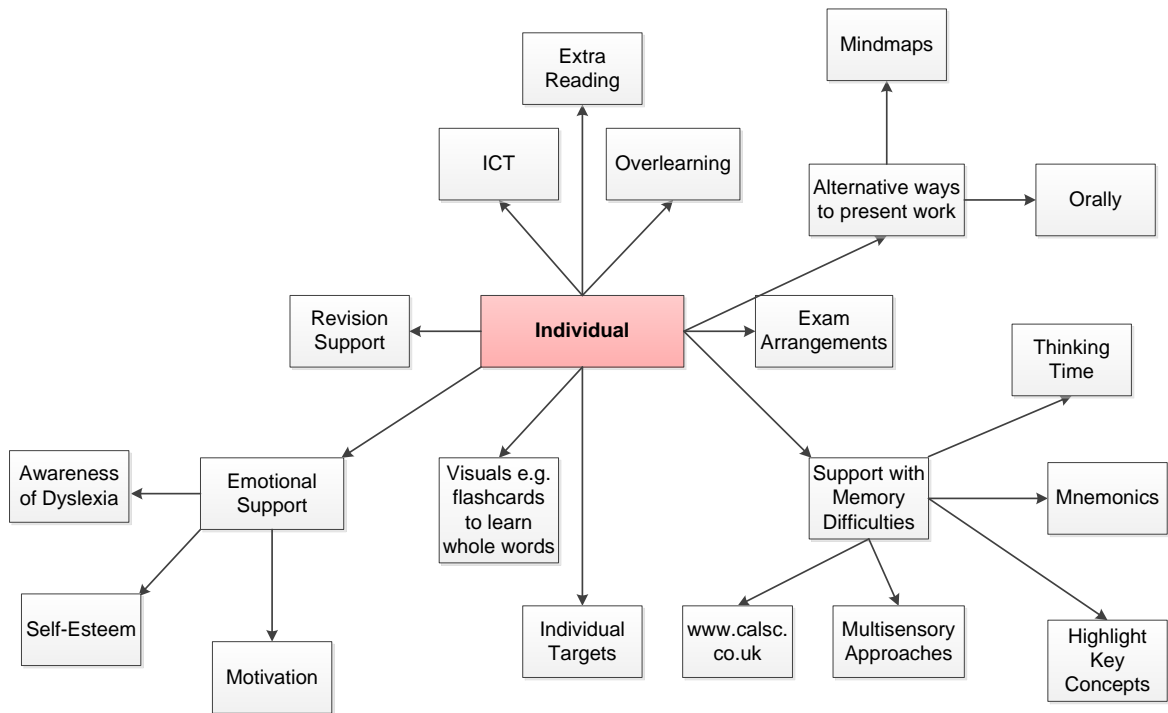 Mindmaps
Extra
Reading
ICT
Overlearning
Alternative ways
to present work
Orally
Revision
Support
Individual
Exam
Arrangements
Thinking
Time
Awareness
of Dyslexia
Emotional
Support
Visuals e.g.
flashcards
to learn
whole words
Support with
Memory
Difficulties
Mnemonics
Self-Esteem
Motivation
Individual
Targets
www.calsc.
co.uk
Multisensory
Approaches
Highlight
Key
Concepts